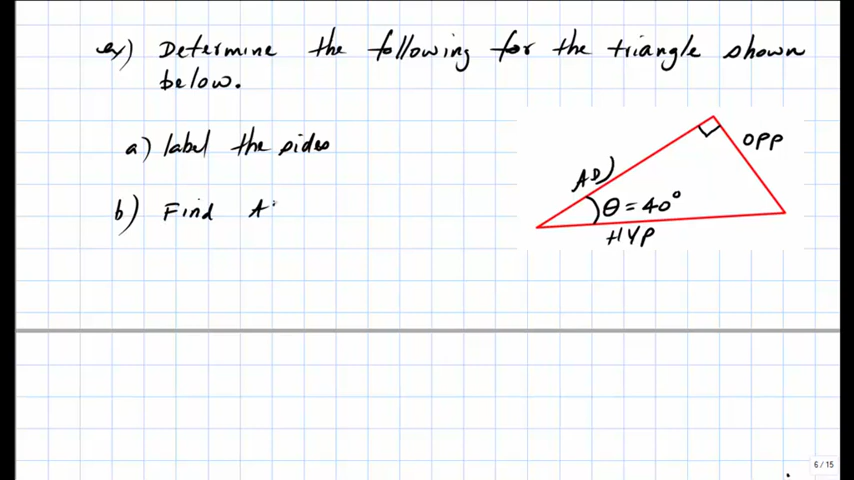 ex) Determine the following for the triangle shown
below.
a) label the sides
OPP
ADJ
b) Find A
θ = 40°
HYP
6 / 15